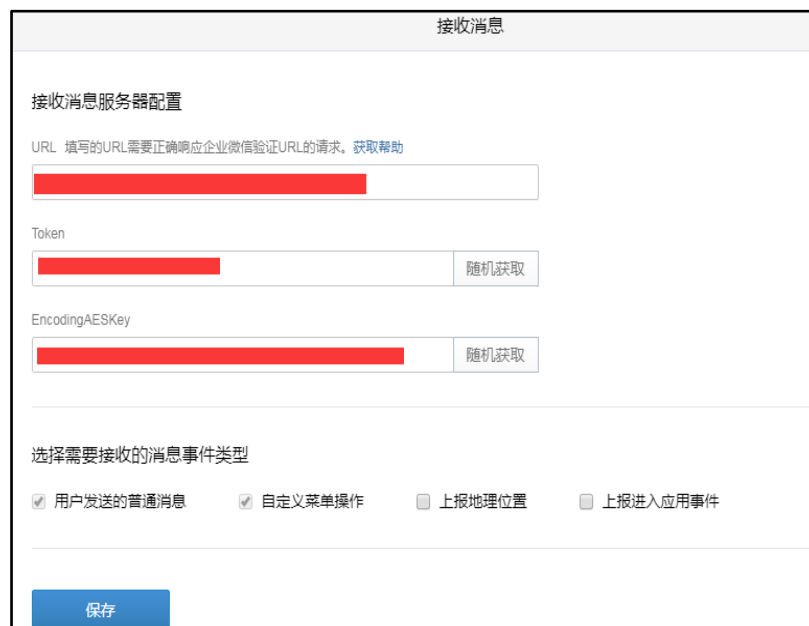 接收消息
接收消息服务器配置
URL 填写的URL需要正确响应企业微信验证URL的请求。获取帮助
Token
随机获取
EncodingAESKey
随机获取
选择需要接收的消息事件类型
用户发送的普通消息 自定义菜单操作 上报地理位置 上报进入应用事件
保存